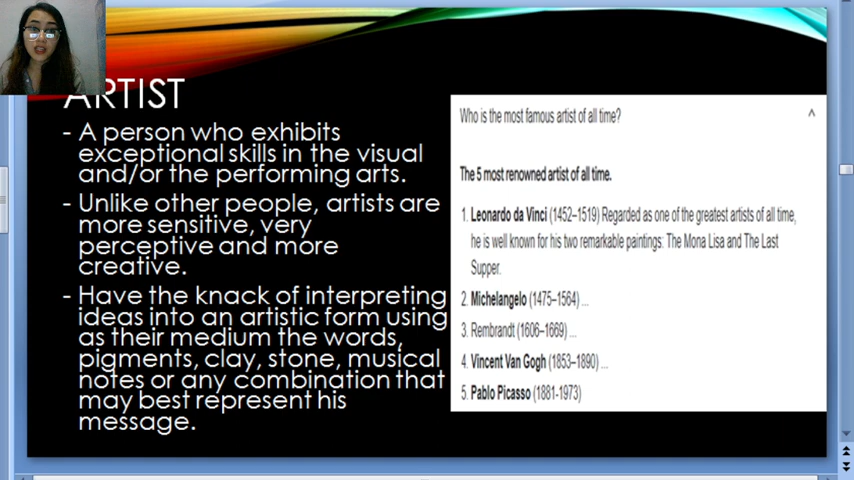 ARTIST
- A person who exhibits
exceptional skills in the visual
and/or the performing arts.
- Unlike other people, artists are
more sensitive, very
perceptive and more
creative.
- Have the knack of interpreting
ideas into an artistic form using
as their medium the words,
pigments, clay, stone, musical
notes or any combination that
may best represent his
message.
Who is the most famous artist of all time?
The 5 most renowned artist of all time.
1. Leonardo da Vinci (1452–1519) Regarded as one of the greatest artists of all time,
he is well known for his two remarkable paintings: The Mona Lisa and The Last
Supper.
2. Michelangelo (1475–1564) ...
3. Rembrandt (1606–1669) ...
4. Vincent Van Gogh (1853–1890) ...
5. Pablo Picasso (1881-1973)